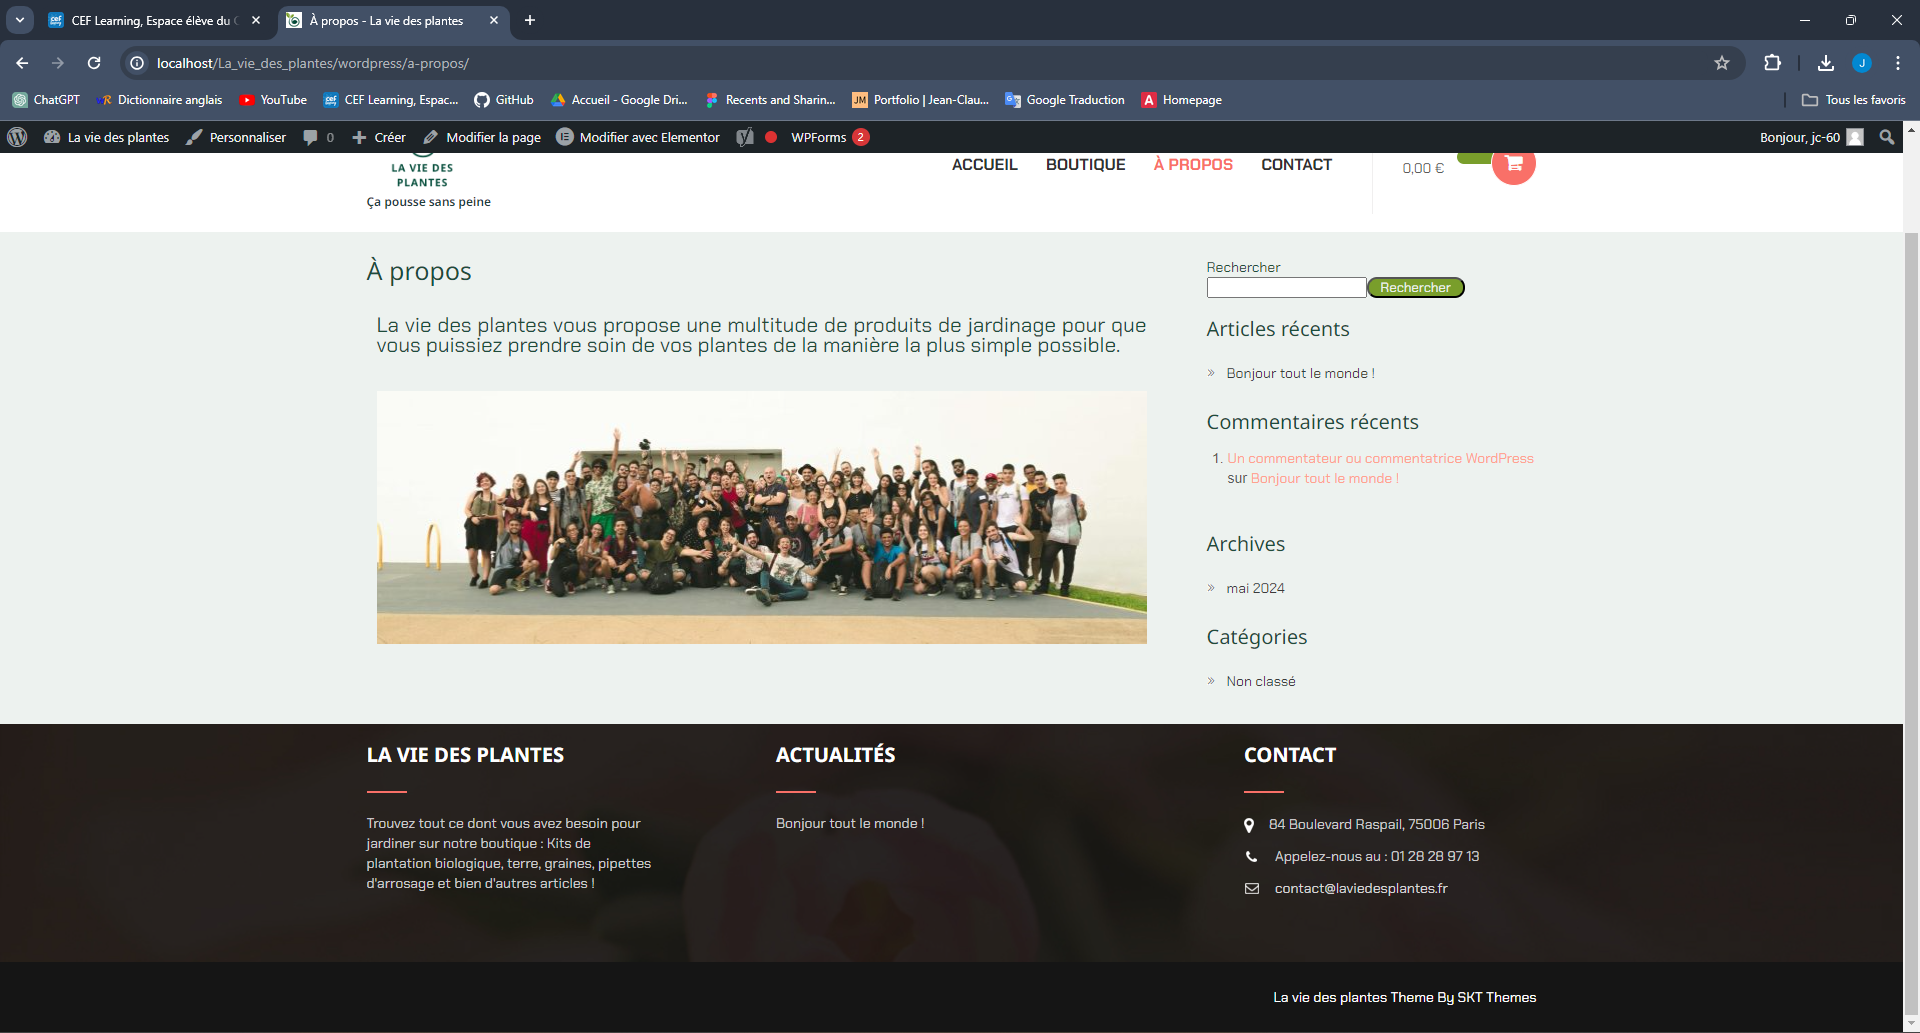 CEF Learning, Espace élève du
À propos - La vie des plantes
localhost/La_vie_des_plantes/wordpress/a-propos/
J
ChatGPT
Dictionnaire anglais
YouTube
CEF Learning, Espac...
GitHub
Accueil - Google Dri...
Recents and Sharin...
JM Portfolio | Jean-Clau...
Google Traduction
A Homepage
Tous les favoris
La vie des plantes
Personnaliser
0
Créer
Modifier la page
Modifier avec Elementor
WPForms 2
Bonjour, jc-60
LA VIE DES
PLANTES
Ça pousse sans peine
ACCUEIL
BOUTIQUE
À PROPOS
CONTACT
0,00 €
À propos
La vie des plantes vous propose une multitude de produits de jardinage pour que
vous puissiez prendre soin de vos plantes de la manière la plus simple possible.
Rechercher
Rechercher
Articles récents
» Bonjour tout le monde !
Commentaires récents
1. Un commentateur ou commentatrice WordPress
sur Bonjour tout le monde !
Archives
» mai 2024
Catégories
» Non classé
LA VIE DES PLANTES
Trouvez tout ce dont vous avez besoin pour
jardiner sur notre boutique : Kits de
plantation biologique, terre, graines, pipettes
d'arrosage et bien d'autres articles !
ACTUALITÉS
Bonjour tout le monde !
CONTACT
84 Boulevard Raspail, 75006 Paris
Appelez-nous au : 01 28 28 97 13
contact@laviedesplantes.fr
La vie des plantes Theme By SKT Themes